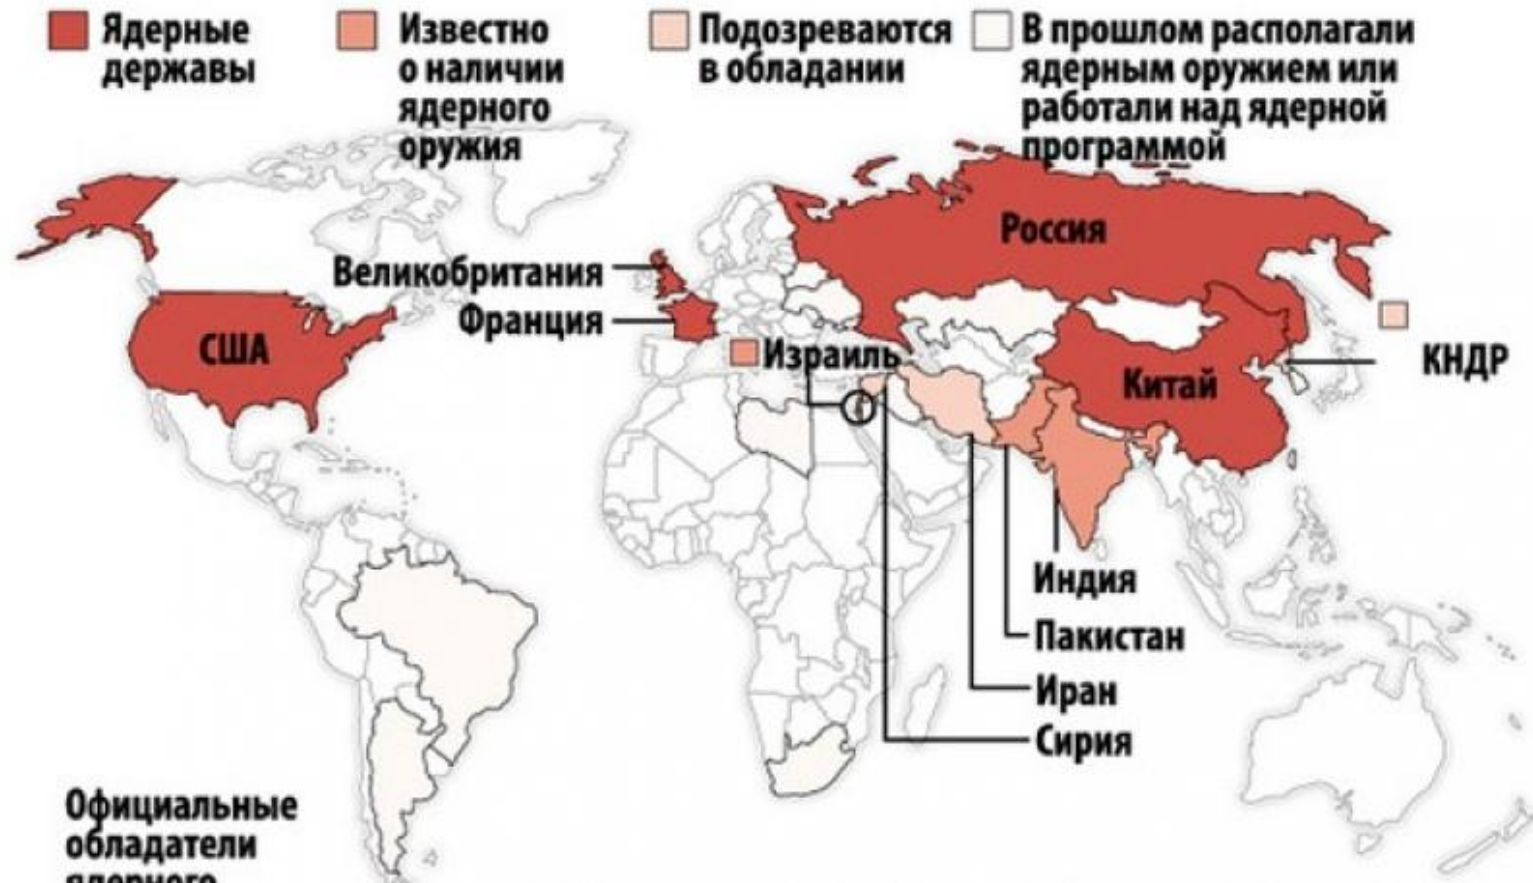 Ядерные
державы
Известно
о наличии
ядерного
оружия
Подозреваются
в обладании
В прошлом располагали
ядерным оружием или
работали над ядерной
программой
Россия
Великобритания
Франция
США
Израиль
Китай
КНДР
Индия
Пакистан
Иран
Сирия
Официальные
обладатели
ядерного